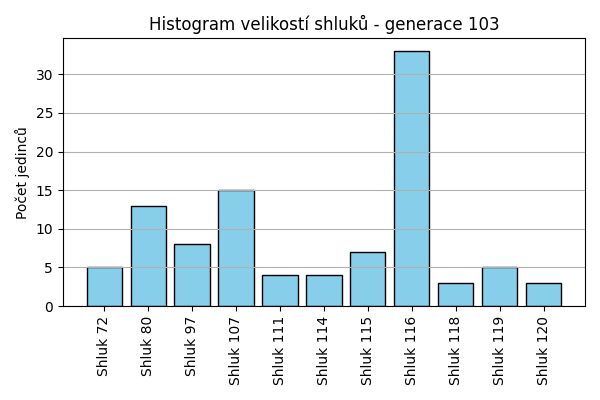 Histogram velikostí shluků - generace 103
Počet jedinců
30
25
20
15
10
5
0
Shluk 72
Shluk 80
Shluk 97
Shluk 107
Shluk 111
Shluk 114
Shluk 115
Shluk 116
Shluk 118
Shluk 119
Shluk 120